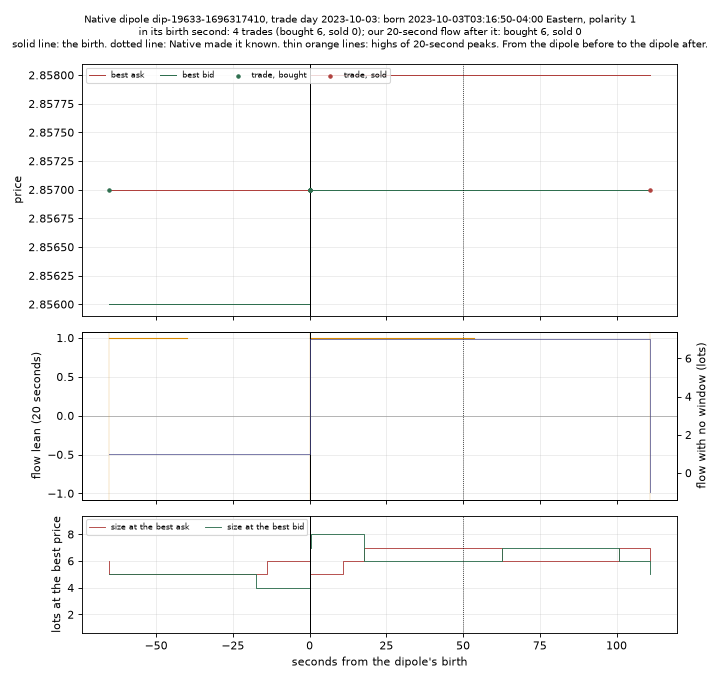 Native dipole dip-19633-1696317410, trade day 2023-10-03: born 2023-10-03T03:16:50-04:00 Eastern, polarity 1
in its birth second: 4 trades (bought 6, sold 0); our 20-second flow after it: bought 6, sold 0
solid line: the birth. dotted line: Native made it known. thin orange lines: highs of 20-second peaks. From the dipole before to the dipole after.
best ask
best bid
trade, bought
trade, sold
2.85800
2.85775
2.85750
2.85725
2.85700
2.85675
2.85650
2.85625
2.85600
price
1.0
0.5
0.0
−0.5
−1.0
flow lean (20 seconds)
6
4
2
0
flow with no window (lots)
size at the best ask
size at the best bid
8
6
4
2
lots at the best price
−50
−25
0
25
50
75
100
seconds from the dipole's birth